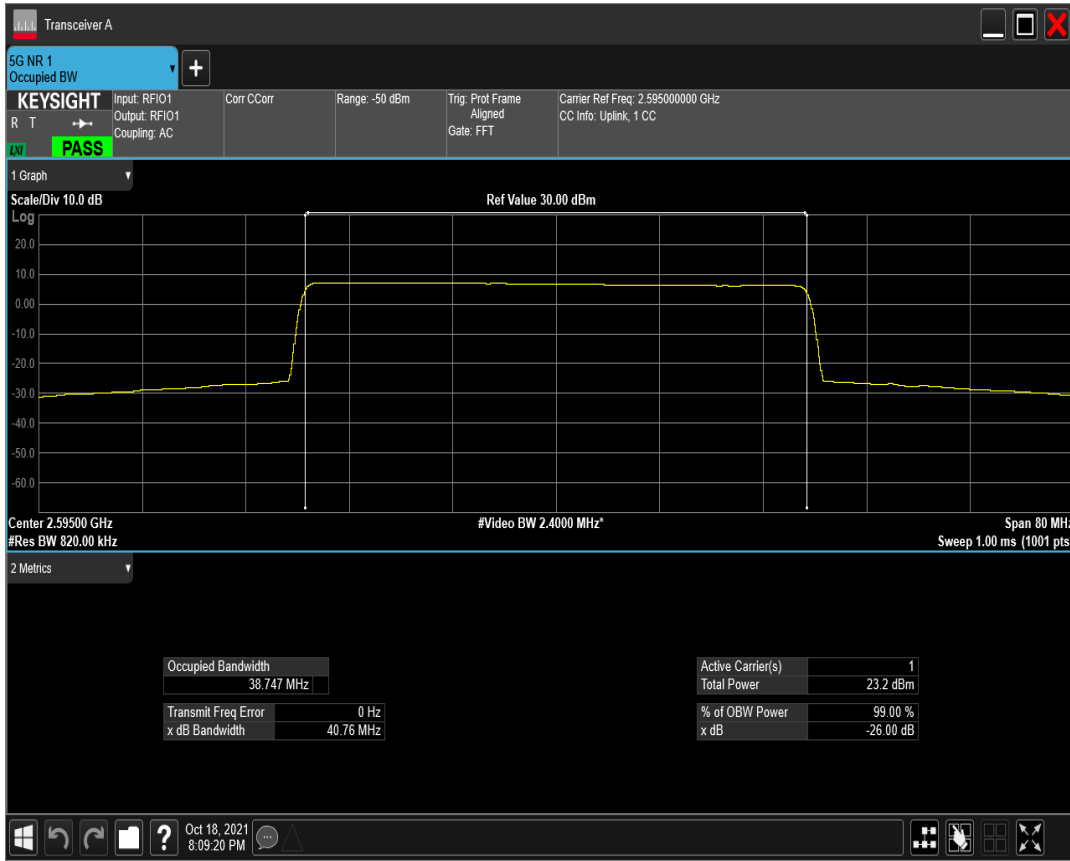 Transceiver A
5G NR 1
Occupied BW
+
KEYSIGHT
R T
LXI
PASS
Input: RFIO1
Output: RFIO1
Coupling: AC
Corr CCorr
Range: -50 dBm
Trig: Prot Frame
Aligned
Gate: FFT
Carrier Ref Freq: 2.595000000 GHz
CC Info: Uplink, 1 CC
1 Graph
Scale/Div 10.0 dB
Ref Value 30.00 dBm
Log
20.0
10.0
0.00
-10.0
-20.0
-30.0
-40.0
-50.0
-60.0
Center 2.59500 GHz
#Video BW 2.4000 MHz*
Span 80 MHz
#Res BW 820.00 kHz
Sweep 1.00 ms (1001 pts
2 Metrics
Occupied Bandwidth
38.747 MHz
Transmit Freq Error 0 Hz
x dB Bandwidth 40.76 MHz
Active Carrier(s) 1
Total Power 23.2 dBm
% of OBW Power 99.00 %
x dB -26.00 dB
?
Oct 18, 2021
8:09:20 PM